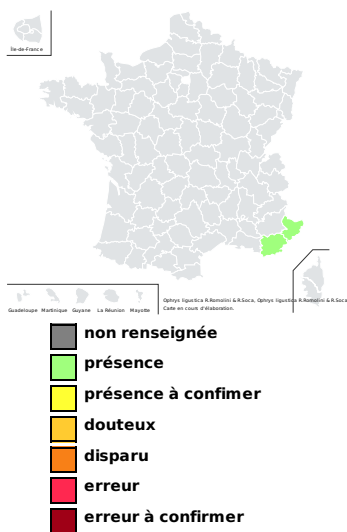 Île-de-France
Guadeloupe Martinique Guyane La Réunion Mayotte
Ophrys ligustica R.Romolini & R.Soca, Ophrys ligustica R.Romolini & R.Soca
Carte en cours d'élaboration.
non renseignée
présence
présence à confimer
douteux
disparu
erreur
erreur à confirmer